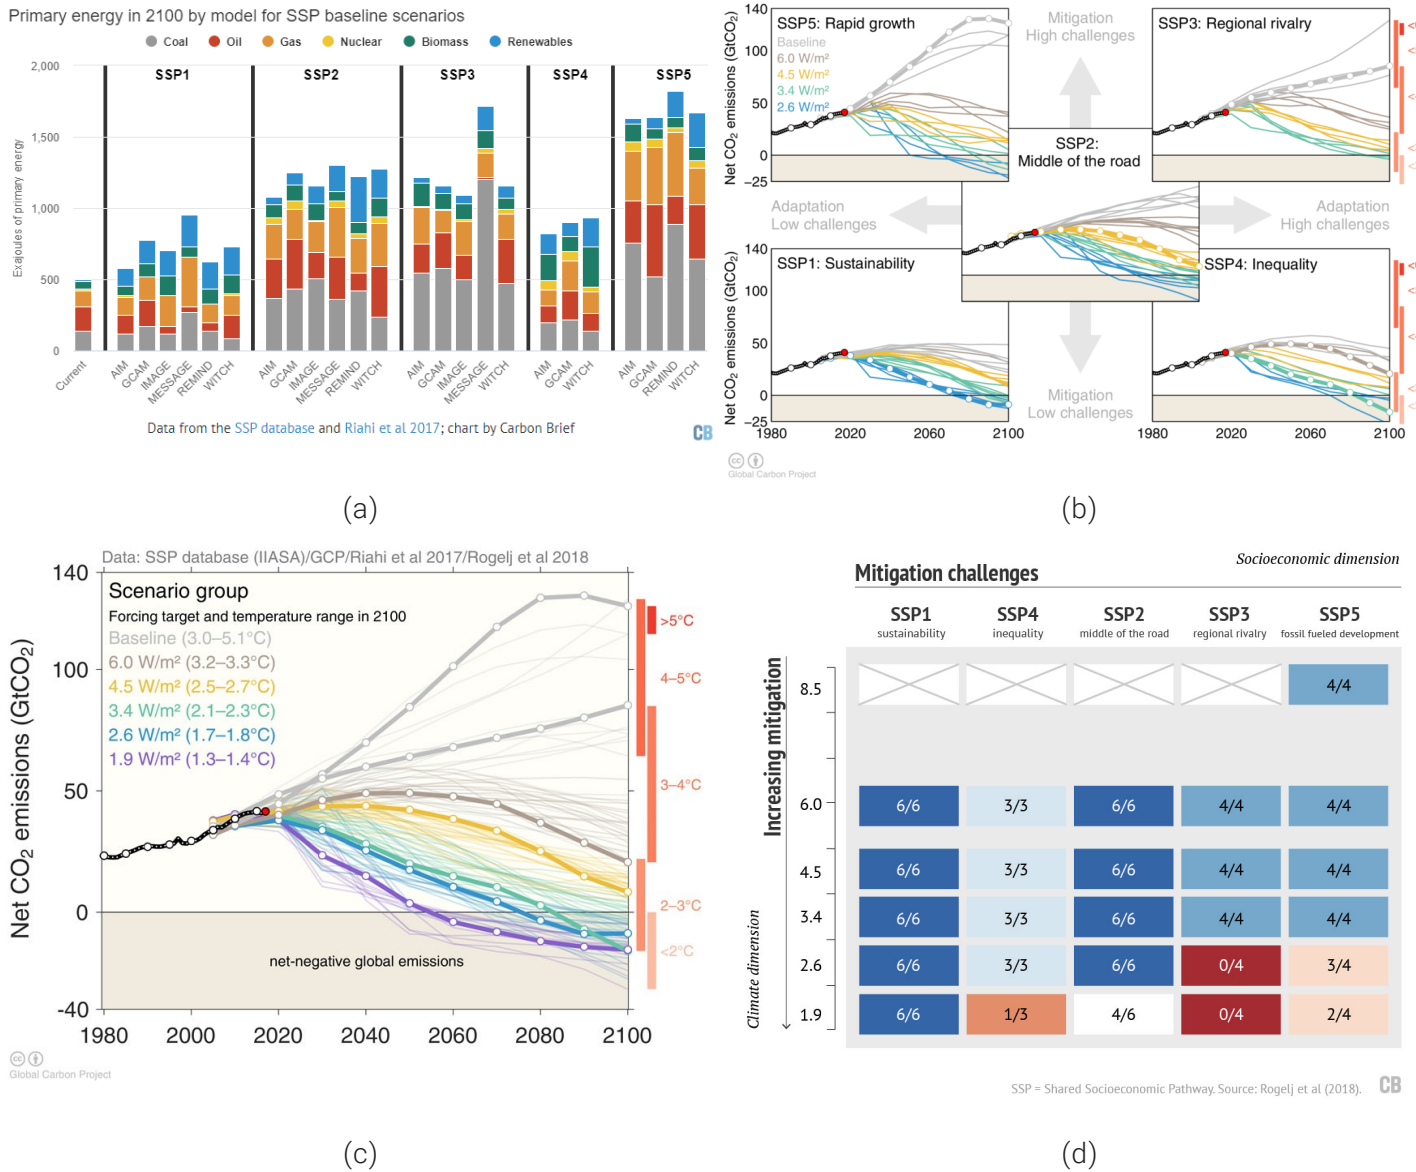 Primary energy in 2100 by model for SSP baseline scenarios
Coal Oil Gas Nuclear Biomass Renewables
Exajoules of primary energy
2,000
1,500
1,000
500
0
SSP1 SSP2 SSP3 SSP4 SSP5
Current AIM GCAM IMAGE MESSAGE REMIND WITCH AIM GCAM IMAGE MESSAGE REMIND WITCH AIM GCAM IMAGE MESSAGE WITCH AIM GCAM WITCH AIM GCAM REMIND WITCH
Data from the SSP database and Riahi et al 2017; chart by Carbon Brief
CB
(a)
Net CO2 emissions (GtCO2)
140
100
50
0
−25
SSP5: Rapid growth
Baseline
6.0 W/m²
4.5 W/m²
3.4 W/m²
2.6 W/m²
Mitigation
High challenges
SSP3: Regional rivalry
SSP2:
Middle of the road
Adaptation
Low challenges
Adaptation
High challenges
Net CO2 emissions (GtCO2)
140
100
50
0
−25
SSP1: Sustainability
SSP4: Inequality
Mitigation
Low challenges
1980 2020 2060 2100
1980 2020 2060 2100
Global Carbon Project
(b)
Data: SSP database (IIASA)/GCP/Riahi et al 2017/Rogelj et al 2018
Net CO2 emissions (GtCO2)
140
100
50
0
-40
Scenario group
Forcing target and temperature range in 2100
Baseline (3.0–5.1°C)
6.0 W/m² (3.2–3.3°C)
4.5 W/m² (2.5–2.7°C)
3.4 W/m² (2.1–2.3°C)
2.6 W/m² (1.7–1.8°C)
1.9 W/m² (1.3–1.4°C)
>5°C
4–5°C
3–4°C
2–3°C
<2°C
net-negative global emissions
1980 2000 2020 2040 2060 2080 2100
cc
Global Carbon Project
(c)
Socioeconomic dimension
Mitigation challenges
SSP1 SSP4 SSP2 SSP3 SSP5
sustainability inequality middle of the road regional rivalry fossil fueled development
Increasing mitigation
Climate dimension
8.5 4/4
6.0 6/6 3/3 6/6 4/4 4/4
4.5 6/6 3/3 6/6 4/4 4/4
3.4 6/6 3/3 6/6 4/4 4/4
2.6 6/6 3/3 6/6 0/4 3/4
1.9 6/6 1/3 4/6 0/4 2/4
SSP = Shared Socioeconomic Pathway. Source: Rogelj et al (2018).
CB
(d)